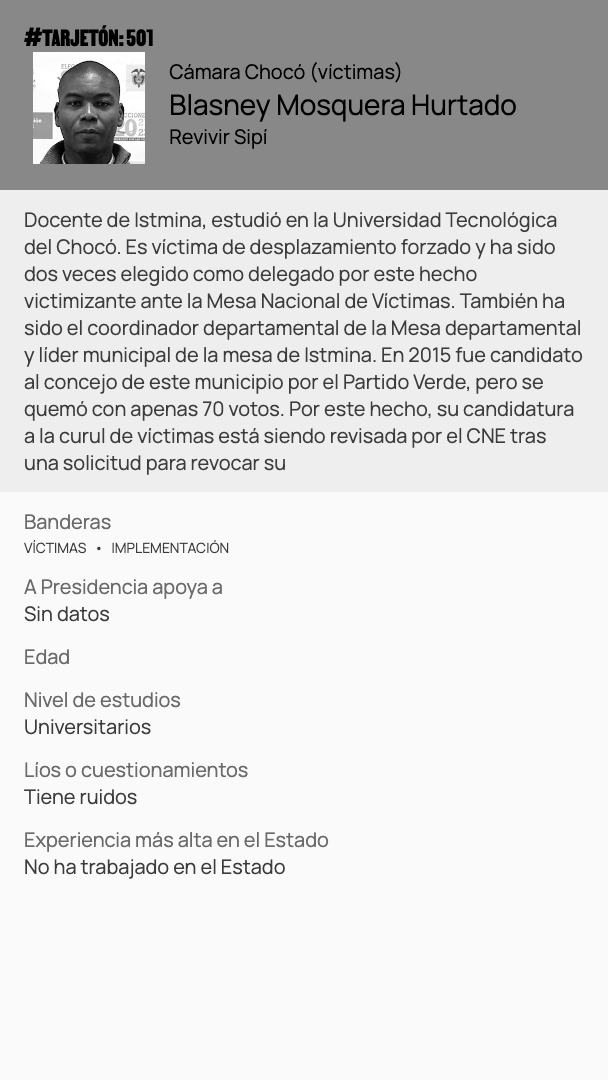 #TARJETÓN: 501
Cámara Chocó (víctimas)
Blasney Mosquera Hurtado
Revivir Sipí
Docente de Istmina, estudió en la Universidad Tecnológica
del Chocó. Es víctima de desplazamiento forzado y ha sido
dos veces elegido como delegado por este hecho
victimizante ante la Mesa Nacional de Víctimas. También ha
sido el coordinador departamental de la Mesa departamental
y líder municipal de la mesa de Istmina. En 2015 fue candidato
al concejo de este municipio por el Partido Verde, pero se
quemó con apenas 70 votos. Por este hecho, su candidatura
a la curul de víctimas está siendo revisada por el CNE tras
una solicitud para revocar su
Banderas
VÍCTIMAS • IMPLEMENTACIÓN
A Presidencia apoya a
Sin datos
Edad
Nivel de estudios
Universitarios
Líos o cuestionamientos
Tiene ruidos
Experiencia más alta en el Estado
No ha trabajado en el Estado